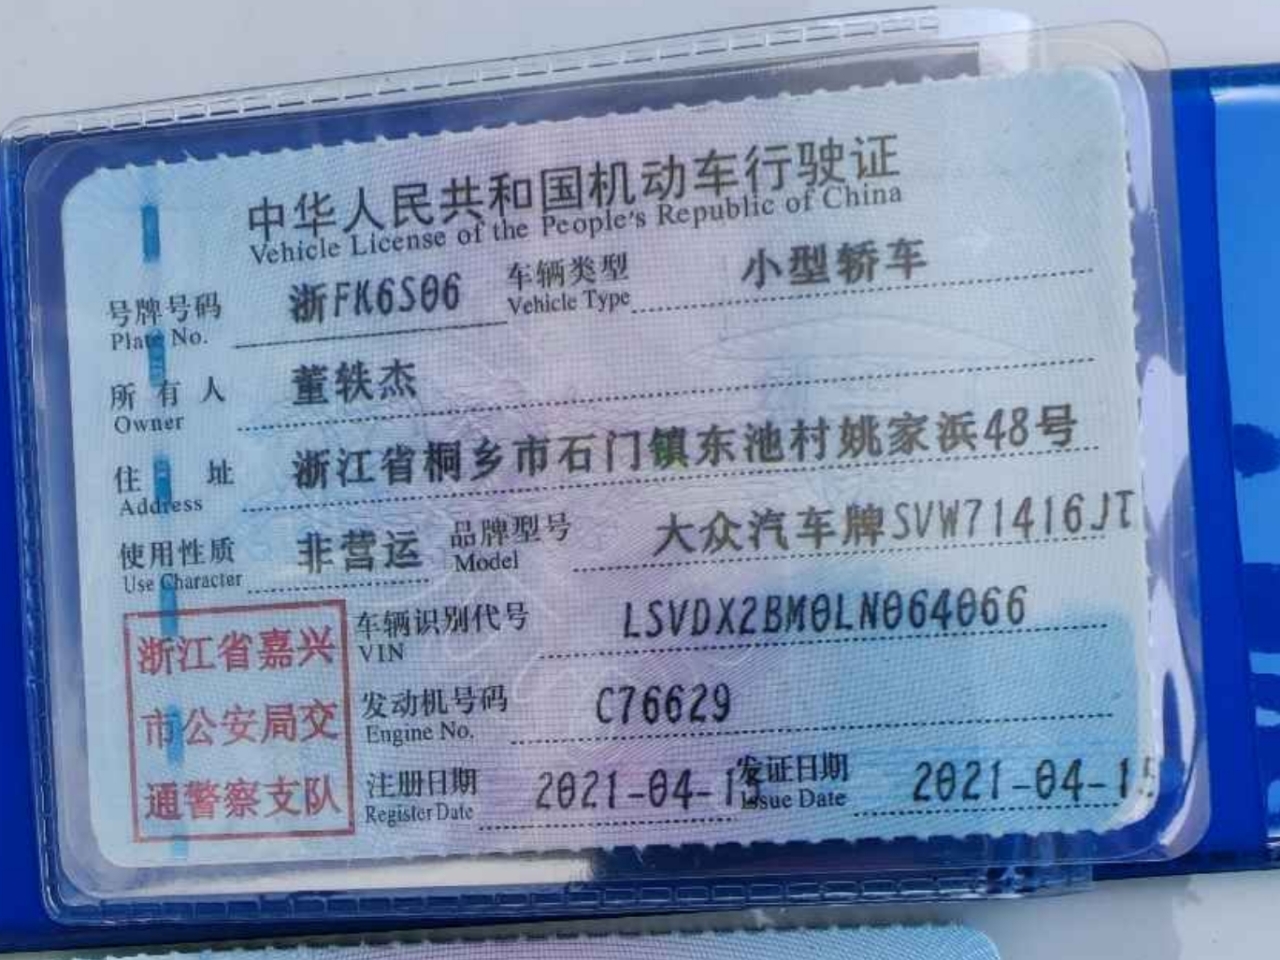 中华人民共和国机动车行驶证
Vehicle License of the People's Republic of China
号牌号码 浙FK6S06 车辆类型 小型轿车
Plate No. Vehicle Type
所有人 董轶杰
Owner
住址 浙江省桐乡市石门镇东池村姚家浜48号
Address
使用性质 非营运 品牌型号 大众汽车牌SVW71416JT
Use Character Model
浙江省嘉兴
市公安局交
通警察支队
车辆识别代号 LSVDX2BM0LN064066
VIN
发动机号码 C76629
Engine No.
注册日期 2021-04-15 发证日期 2021-04-15
Register Date Issue Date